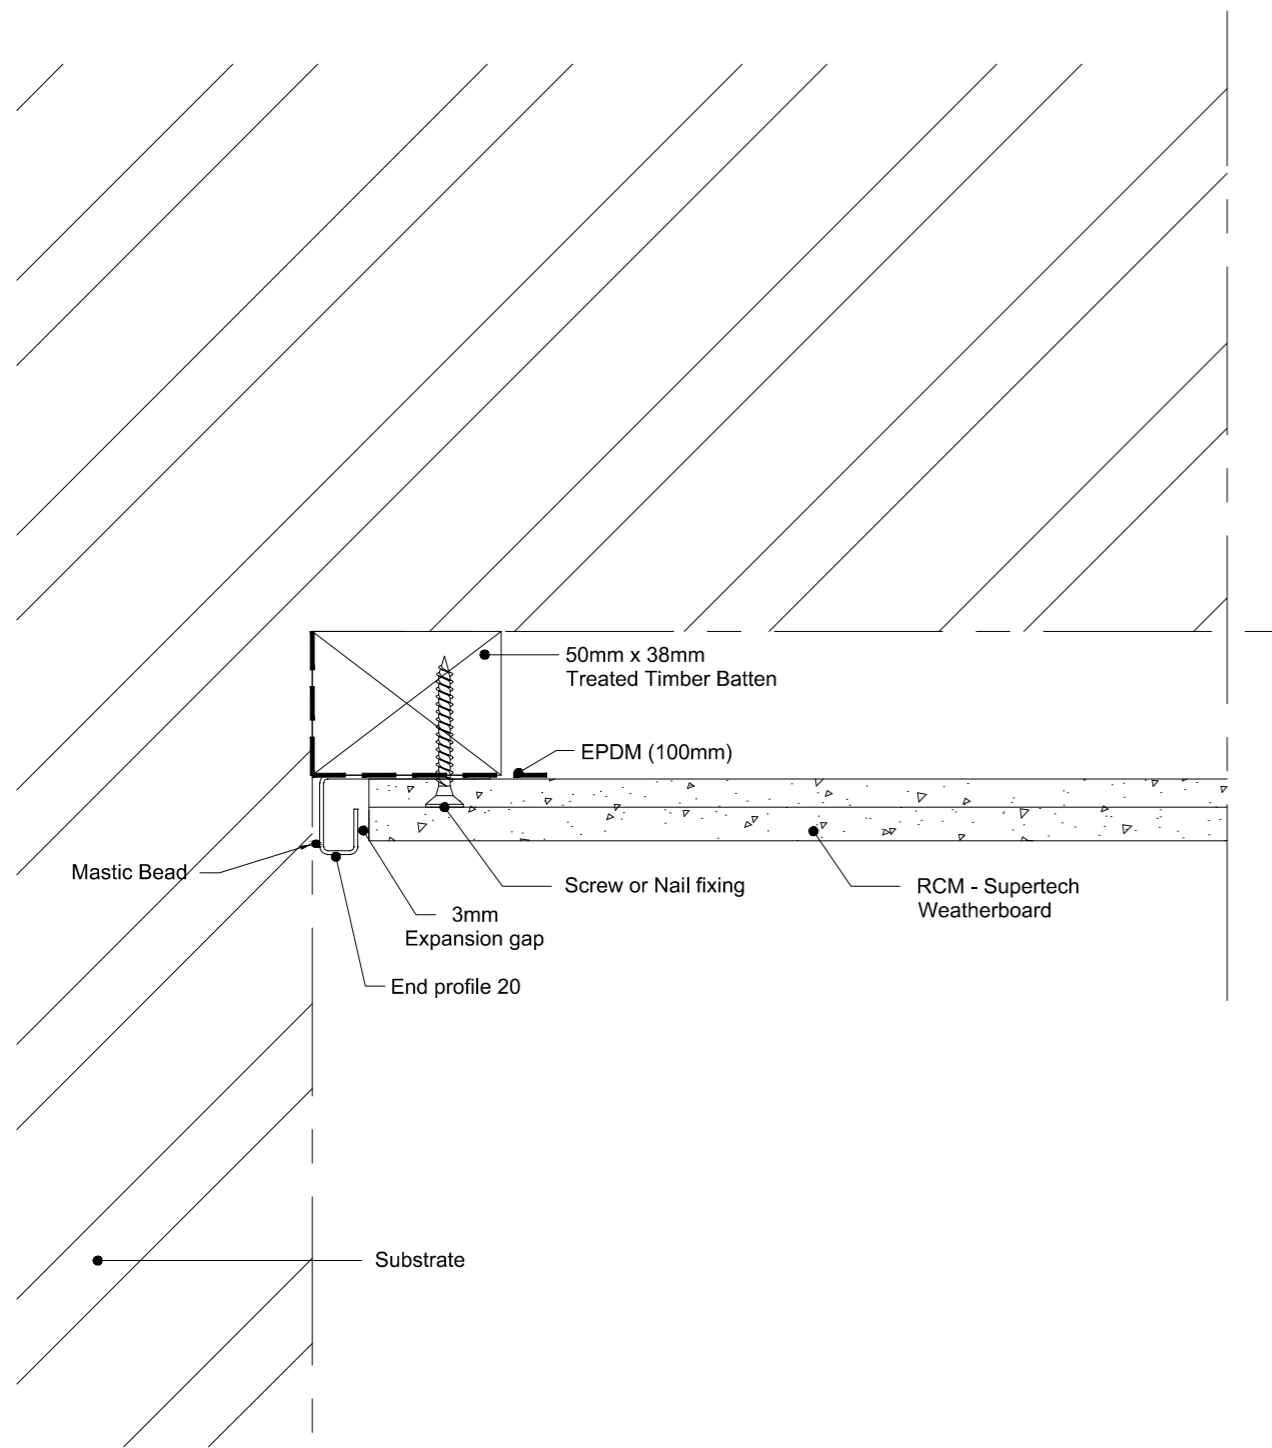 50mm x 38mm
Treated Timber Batten
EPDM (100mm)
Mastic Bead
Screw or Nail fixing
RCM - Supertech
Weatherboard
3mm
Expansion gap
End profile 20
Substrate